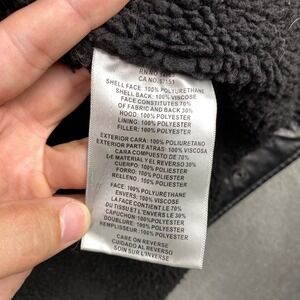 RN.NO
CA.NO. 57151
SHELL FACE: 100% POLYURETHANE
SHELL BACK: 100% VISCOSE
FACE CONSTITUTES 70%
OF FABRIC AND BACK 30%
HOOD: 100% POLYESTER
LINING: 100% POLYESTER
FILLER: 100% POLYESTER
EXTERIOR CARA: 100% POLIURETANO
EXTERIOR PARTE ATRAS: 100% VISCOSA
CARA COMPUESTO DE 70%
DE MATERIAL Y EL REVERSO 30%
CUERPO: 100% POLIESTER
FORRO: 100% POLIESTER
RELLENO: 100% POLIESTER
FACE: 100% POLYURETHANE
ENVERS: 100% VISCOSE
LA FACE CONTIENT LE 70%
DU TISSU ET L'ENVERS LE 30%
CAPUCHON: 100% POLYESTER
DOUBLURE: 100% POLYESTER
REMPLISSEUR: 100% POLYESTER
CARE ON REVERSE
CUIDADO AL REVERSO
SOIN SUR L'INVERSE